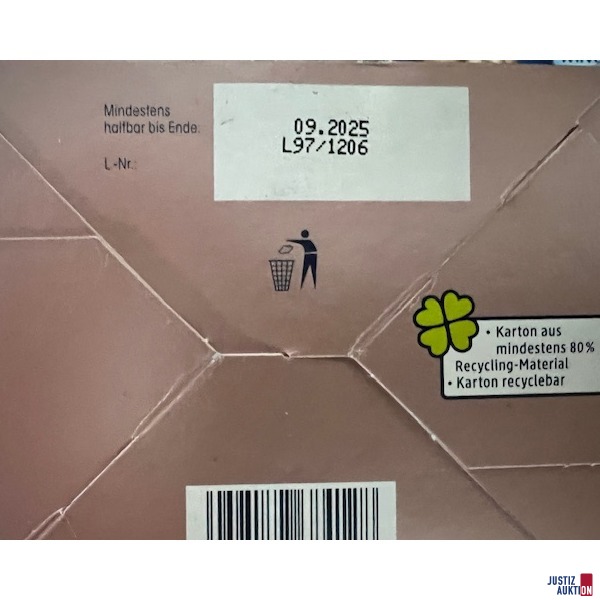 Mindestens
haltbar bis Ende:
09.2025
L97/1206
L-Nr.:
• Karton aus
mindestens 80%
Recycling-Material
• Karton recyclebar
JUSTIZ
AUKTION